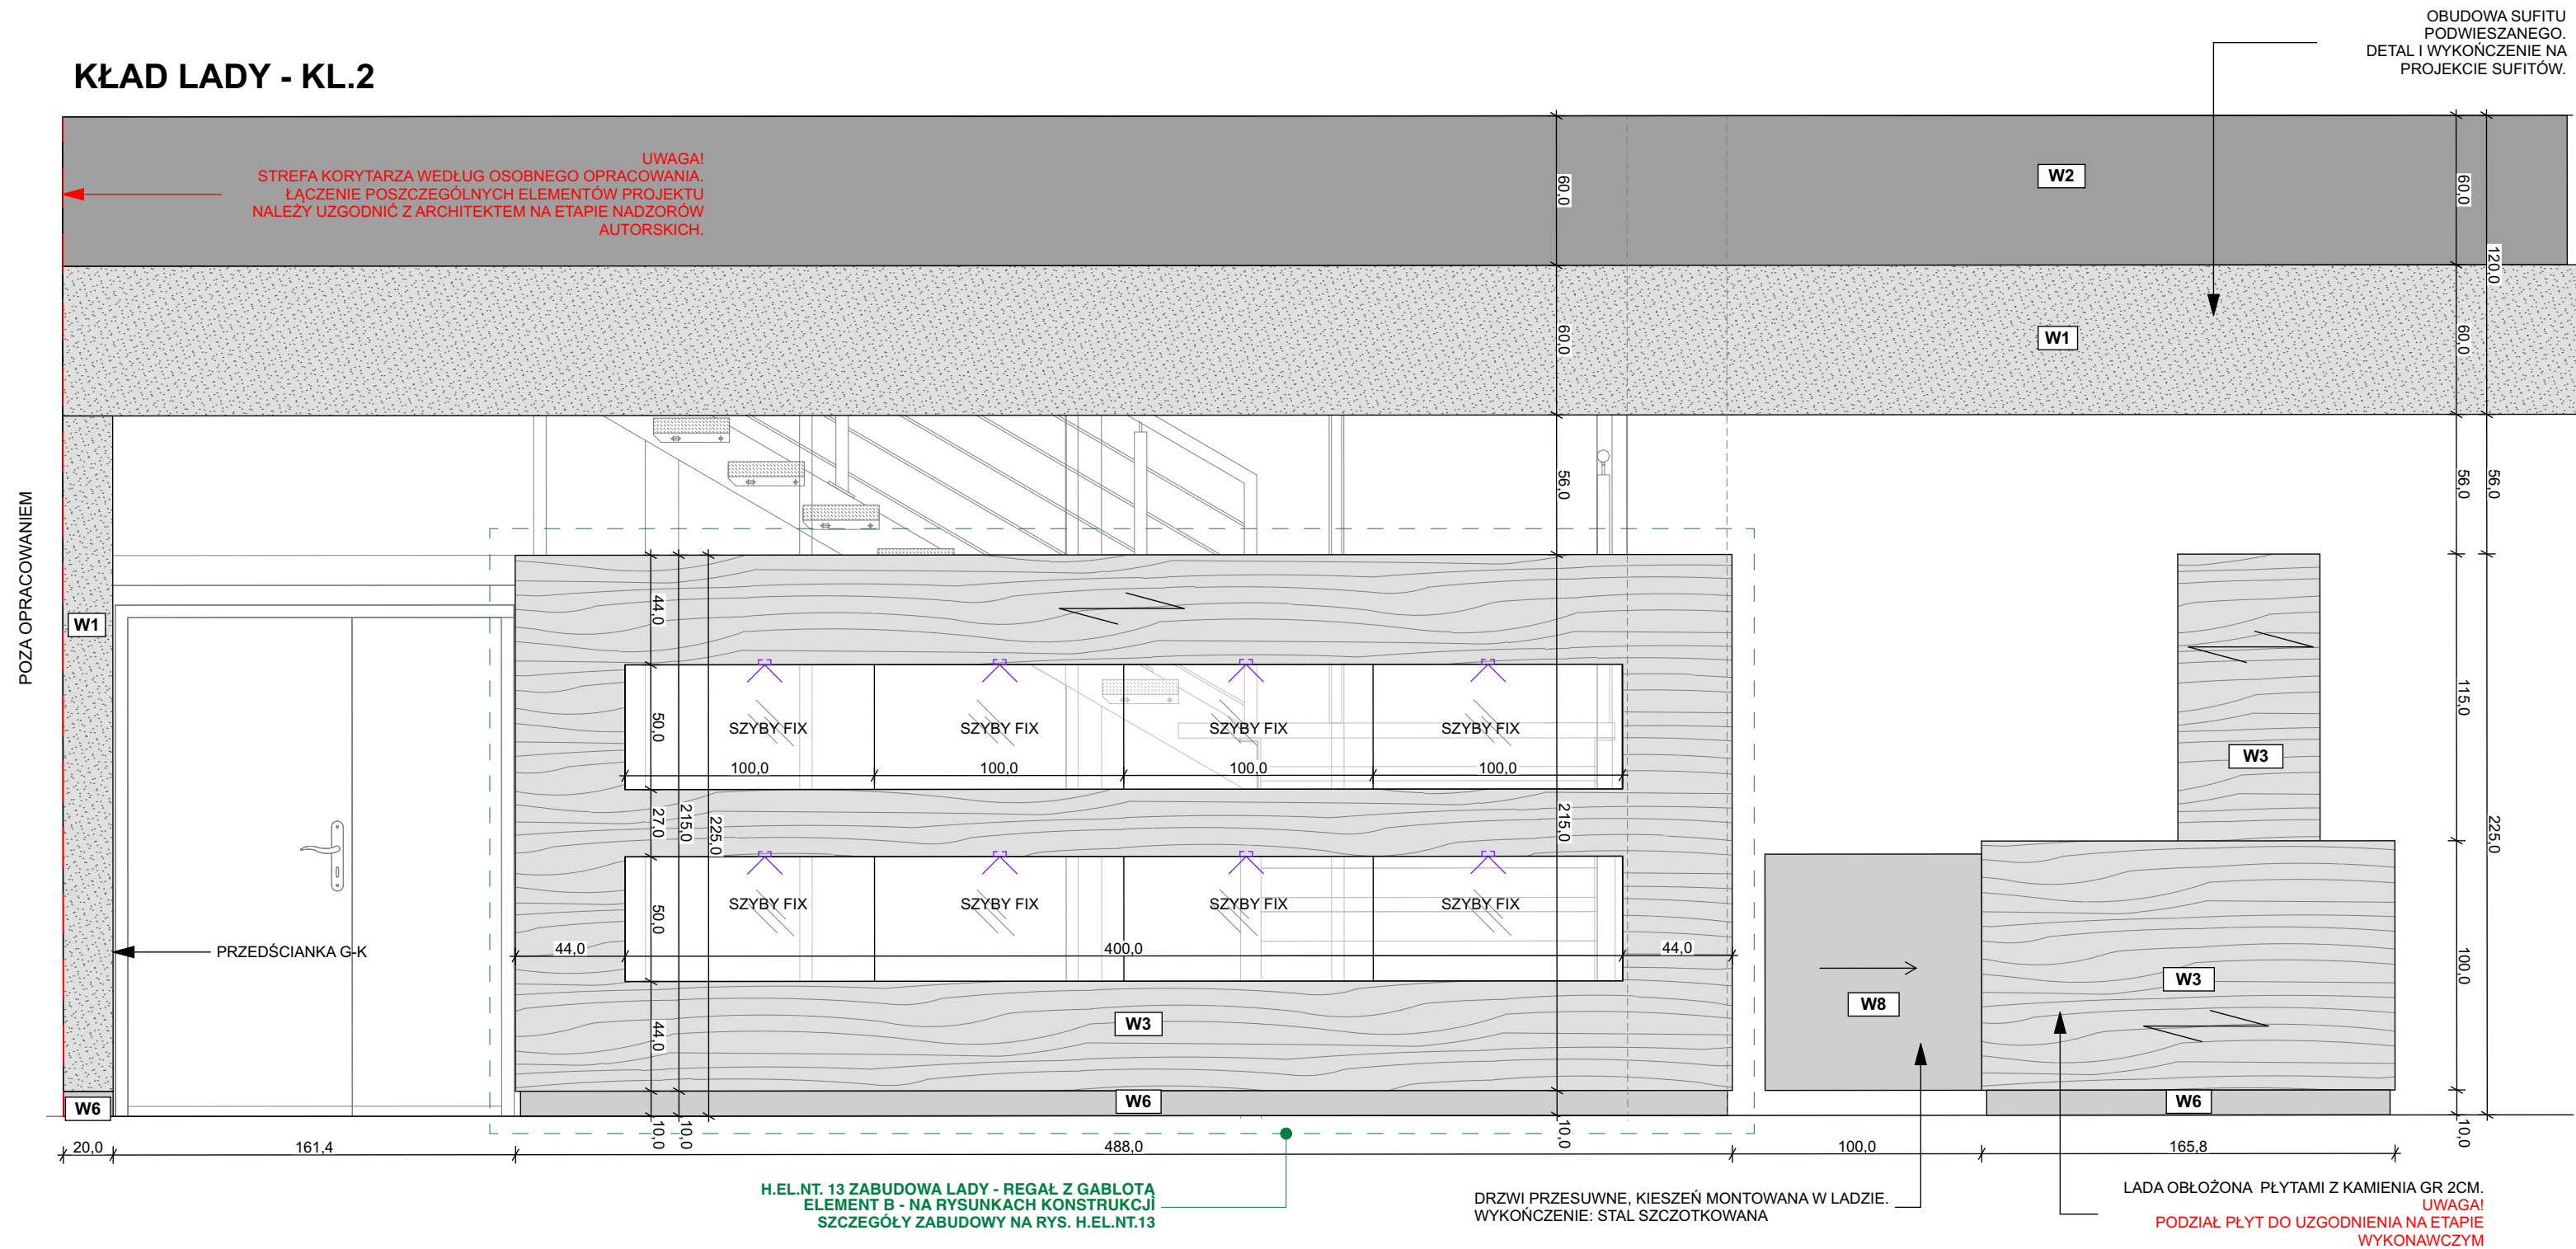 KŁAD LADY - KL.2
OBUDOWA SUFITU
PODWIESZANEGO.
DETAL I WYKOŃCZENIE NA
PROJEKCIE SUFITÓW.
UWAGA!
STREFA KORYTARZA WEDŁUG OSOBNEGO OPRACOWANIA.
ŁĄCZENIE POSZCZEGÓLNYCH ELEMENTÓW PROJEKTU
NALEŻY UZGODNIĆ Z ARCHITEKTEM NA ETAPIE NADZORÓW
AUTORSKICH.
60,0
W2
60,0
120,0
60,0
W1
60,0
56,0
56,0
56,0
POZA OPRACOWANIEM
W1
44,0
115,0
50,0
SZYBY FIX
SZYBY FIX
SZYBY FIX
SZYBY FIX
W3
100,0
100,0
100,0
100,0
27,0
215,0
225,0
215,0
225,0
SZYBY FIX
SZYBY FIX
SZYBY FIX
SZYBY FIX
50,0
PRZEDŚCIANKA G-K
44,0
400,0
44,0
100,0
W8
W3
44,0
W3
W6
W6
W6
10,0
10,0
10,0
10,0
20,0
161,4
488,0
100,0
165,8
H.EL.NT. 13 ZABUDOWA LADY - REGAŁ Z GABLOTĄ
ELEMENT B - NA RYSUNKACH KONSTRUKCJI
SZCZEGÓŁY ZABUDOWY NA RYS. H.EL.NT.13
DRZWI PRZESUWNE, KIESZEŃ MONTOWANA W LADZIE.
WYKOŃCZENIE: STAL SZCZOTKOWANA
LADA OBŁOŻONA PŁYTAMI Z KAMIENIA GR 2CM.
UWAGA!
PODZIAŁ PŁYT DO UZGODNIENIA NA ETAPIE
WYKONAWCZYM